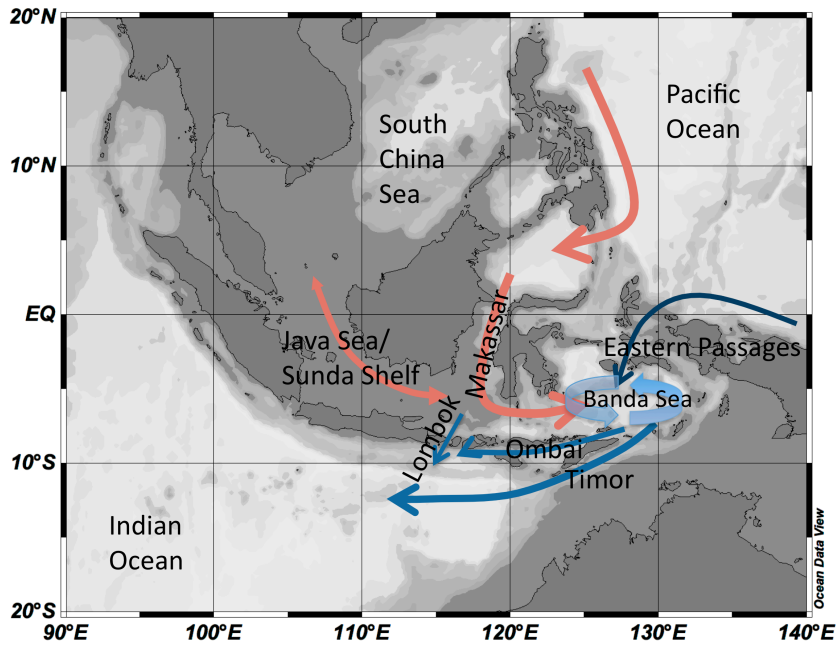 20°N
Pacific
Ocean
South
China
Sea
10°N
EQ
Makassar
Java Sea/
Sunda Shelf
Eastern Passages
Banda Sea
Lombok
Ombai
Timor
10°S
Indian
Ocean
20°S
90°E
100°E
110°E
120°E
130°E
140°E
Ocean Data View